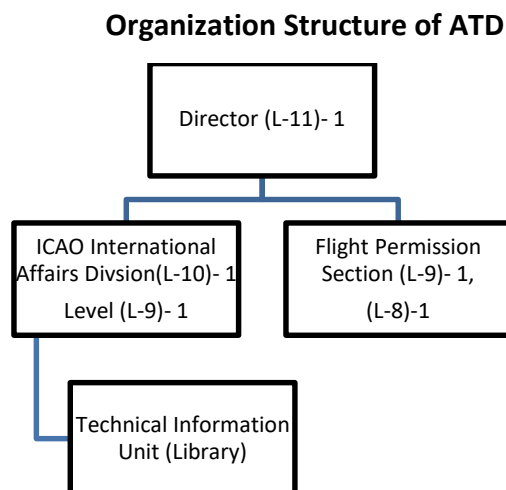 Organization Structure of ATD
Director (L-11)- 1
ICAO International
Affairs Divsion(L-10)- 1
Level (L-9)- 1
Flight Permission
Section (L-9)- 1,
(L-8)-1
Technical Information
Unit (Library)